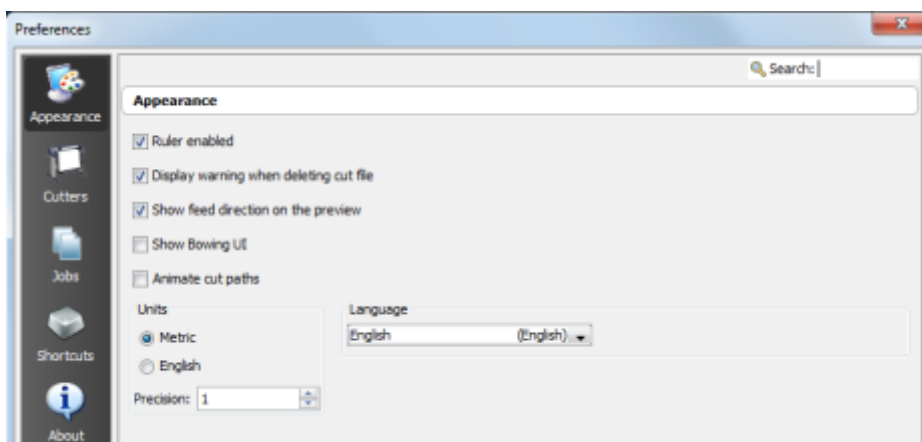 Preferences
Search:
Appearance
Appearance
Ruler enabled
Display warning when deleting cut file
Cutters
Show feed direction on the preview
Show Bowing UI
Jobs
Animate cut paths
Units
Language
Metric
English (English)
Shortcuts
English
Precision: 1
About